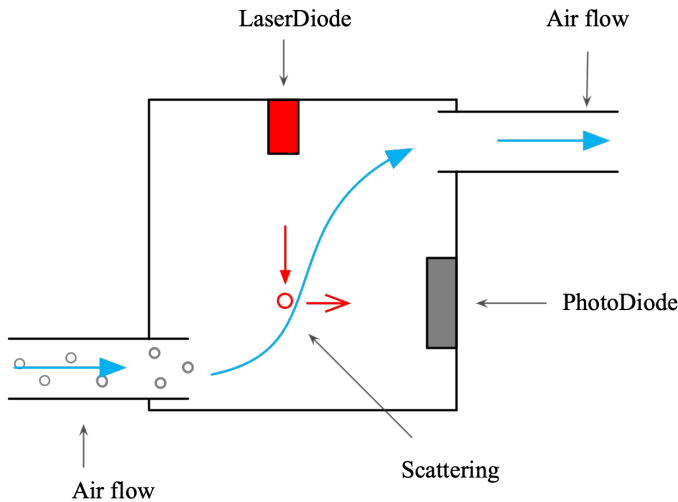 LaserDiode
Air flow
PhotoDiode
Scattering
Air flow